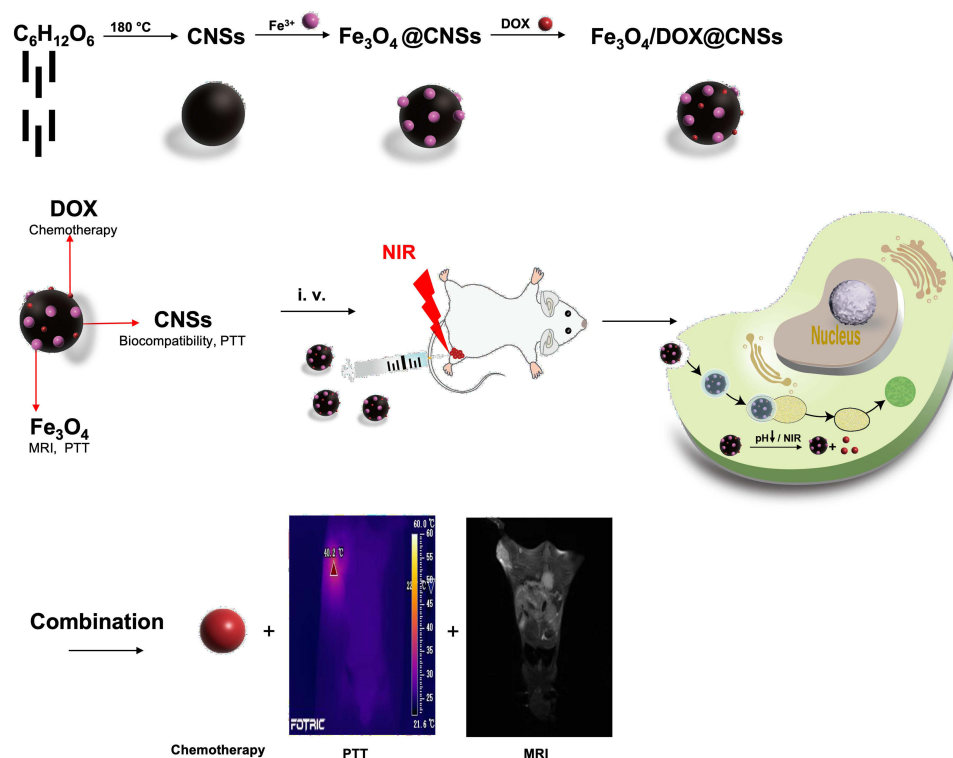 C₆H₁₂O₆ 180 °C CNSs Fe³⁺ Fe₃O₄ @CNSs DOX Fe₃O₄/DOX@CNSs
DOX
Chemotherapy
CNSs
Biocompatibility, PTT
Fe₃O₄
MRI, PTT
i. v.
NIR
Nucleus
pH↓ / NIR
+
Combination
+
40.2 ℃
60.0 ℃
60
55
50
45
40
35
30
25
21.6 ℃
FOTRIC
+
Chemotherapy PTT MRI